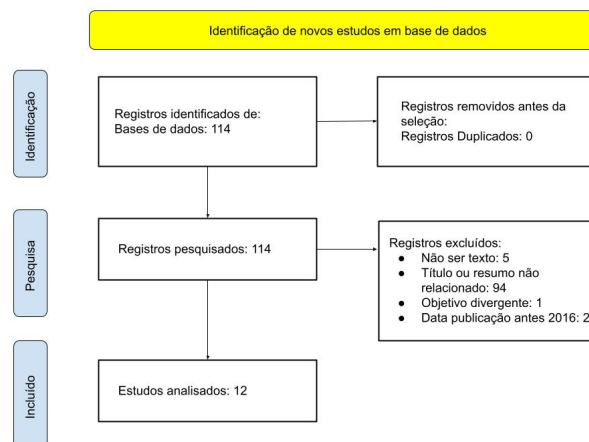 Identificação de novos estudos em base de dados
Identificação
Registros identificados de:
Bases de dados: 114
Registros removidos antes da
seleção:
Registros Duplicados: 0
Pesquisa
Registros pesquisados: 114
Registros excluídos:
● Não ser texto: 5
● Título ou resumo não
relacionado: 94
● Objetivo divergente: 1
● Data publicação antes 2016: 2
Incluído
Estudos analisados: 12